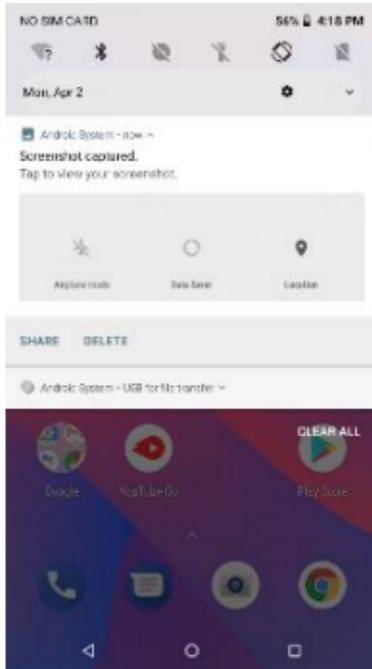 NO SIM CARD 56% 4:18 PM
Mon, Apr 2
Android System • now
Screenshot captured.
Tap to view your screenshot.
Airplane mode Data Saver Location
SHARE DELETE
Android System • USB for file transfer
CLEAR ALL
Google YouTube Go Play Store